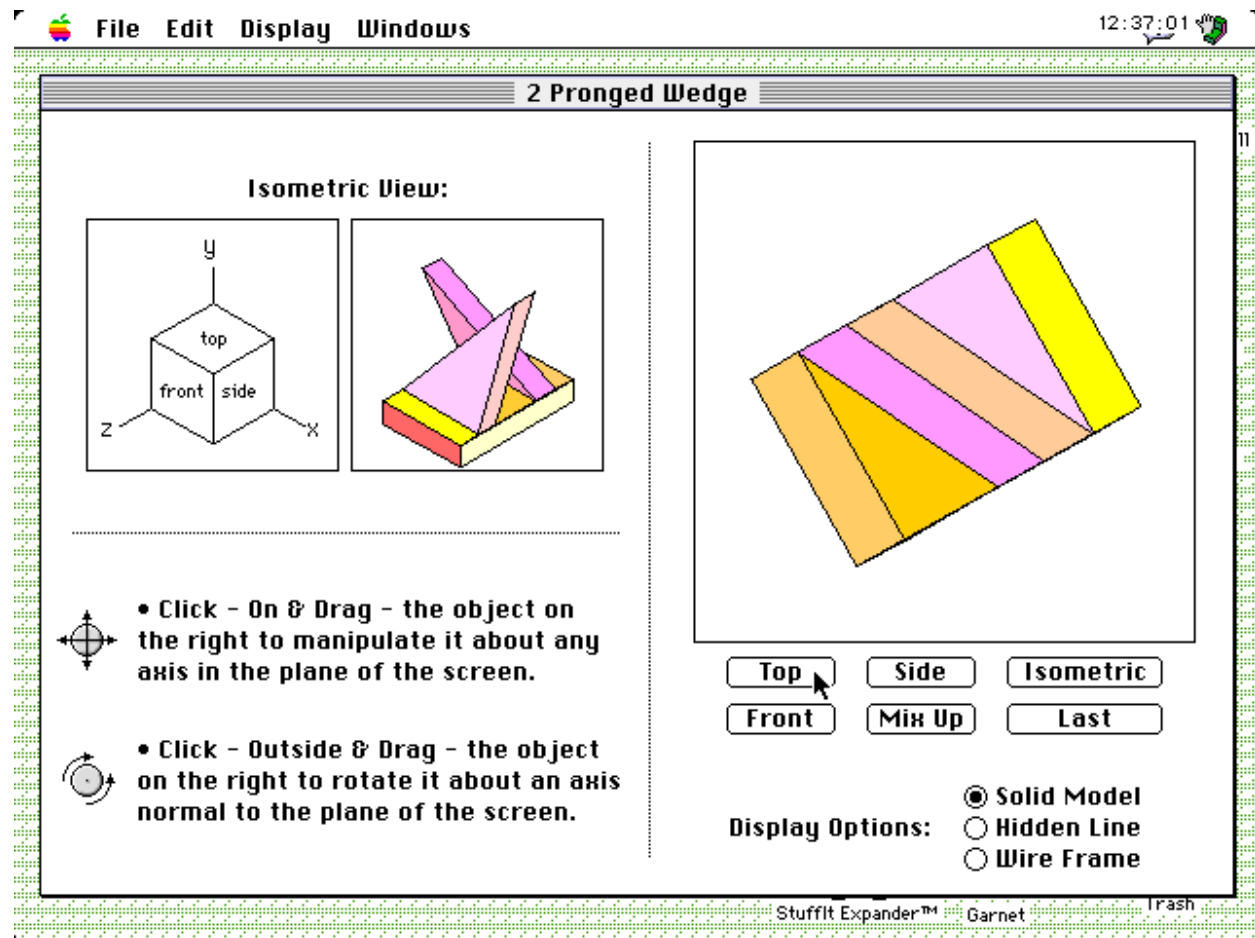 File Edit Display Windows 12:37:01
2 Pronged Wedge
Isometric View:
y
top
front side
z x
• Click - On & Drag - the object on
the right to manipulate it about any
axis in the plane of the screen.
• Click - Outside & Drag - the object
on the right to rotate it about an axis
normal to the plane of the screen.
Top Side Isometric
Front Mix Up Last
Display Options:
Solid Model
Hidden Line
Wire Frame
StuffIt Expander™ Garnet Trash